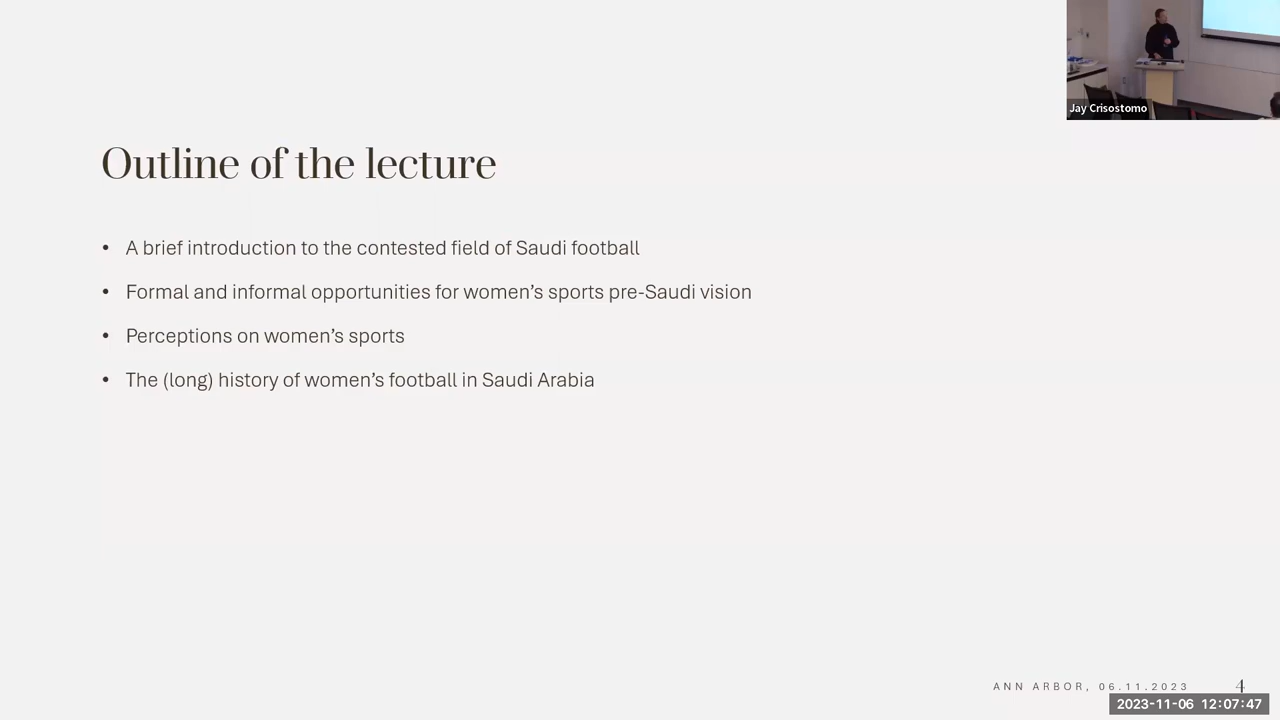 Jay Crisostomo
Outline of the lecture
• A brief introduction to the contested field of Saudi football
• Formal and informal opportunities for women’s sports pre-Saudi vision
• Perceptions on women’s sports
• The (long) history of women’s football in Saudi Arabia
ANN ARBOR, 06.11.2023 4
2023-11-06 12:07:47